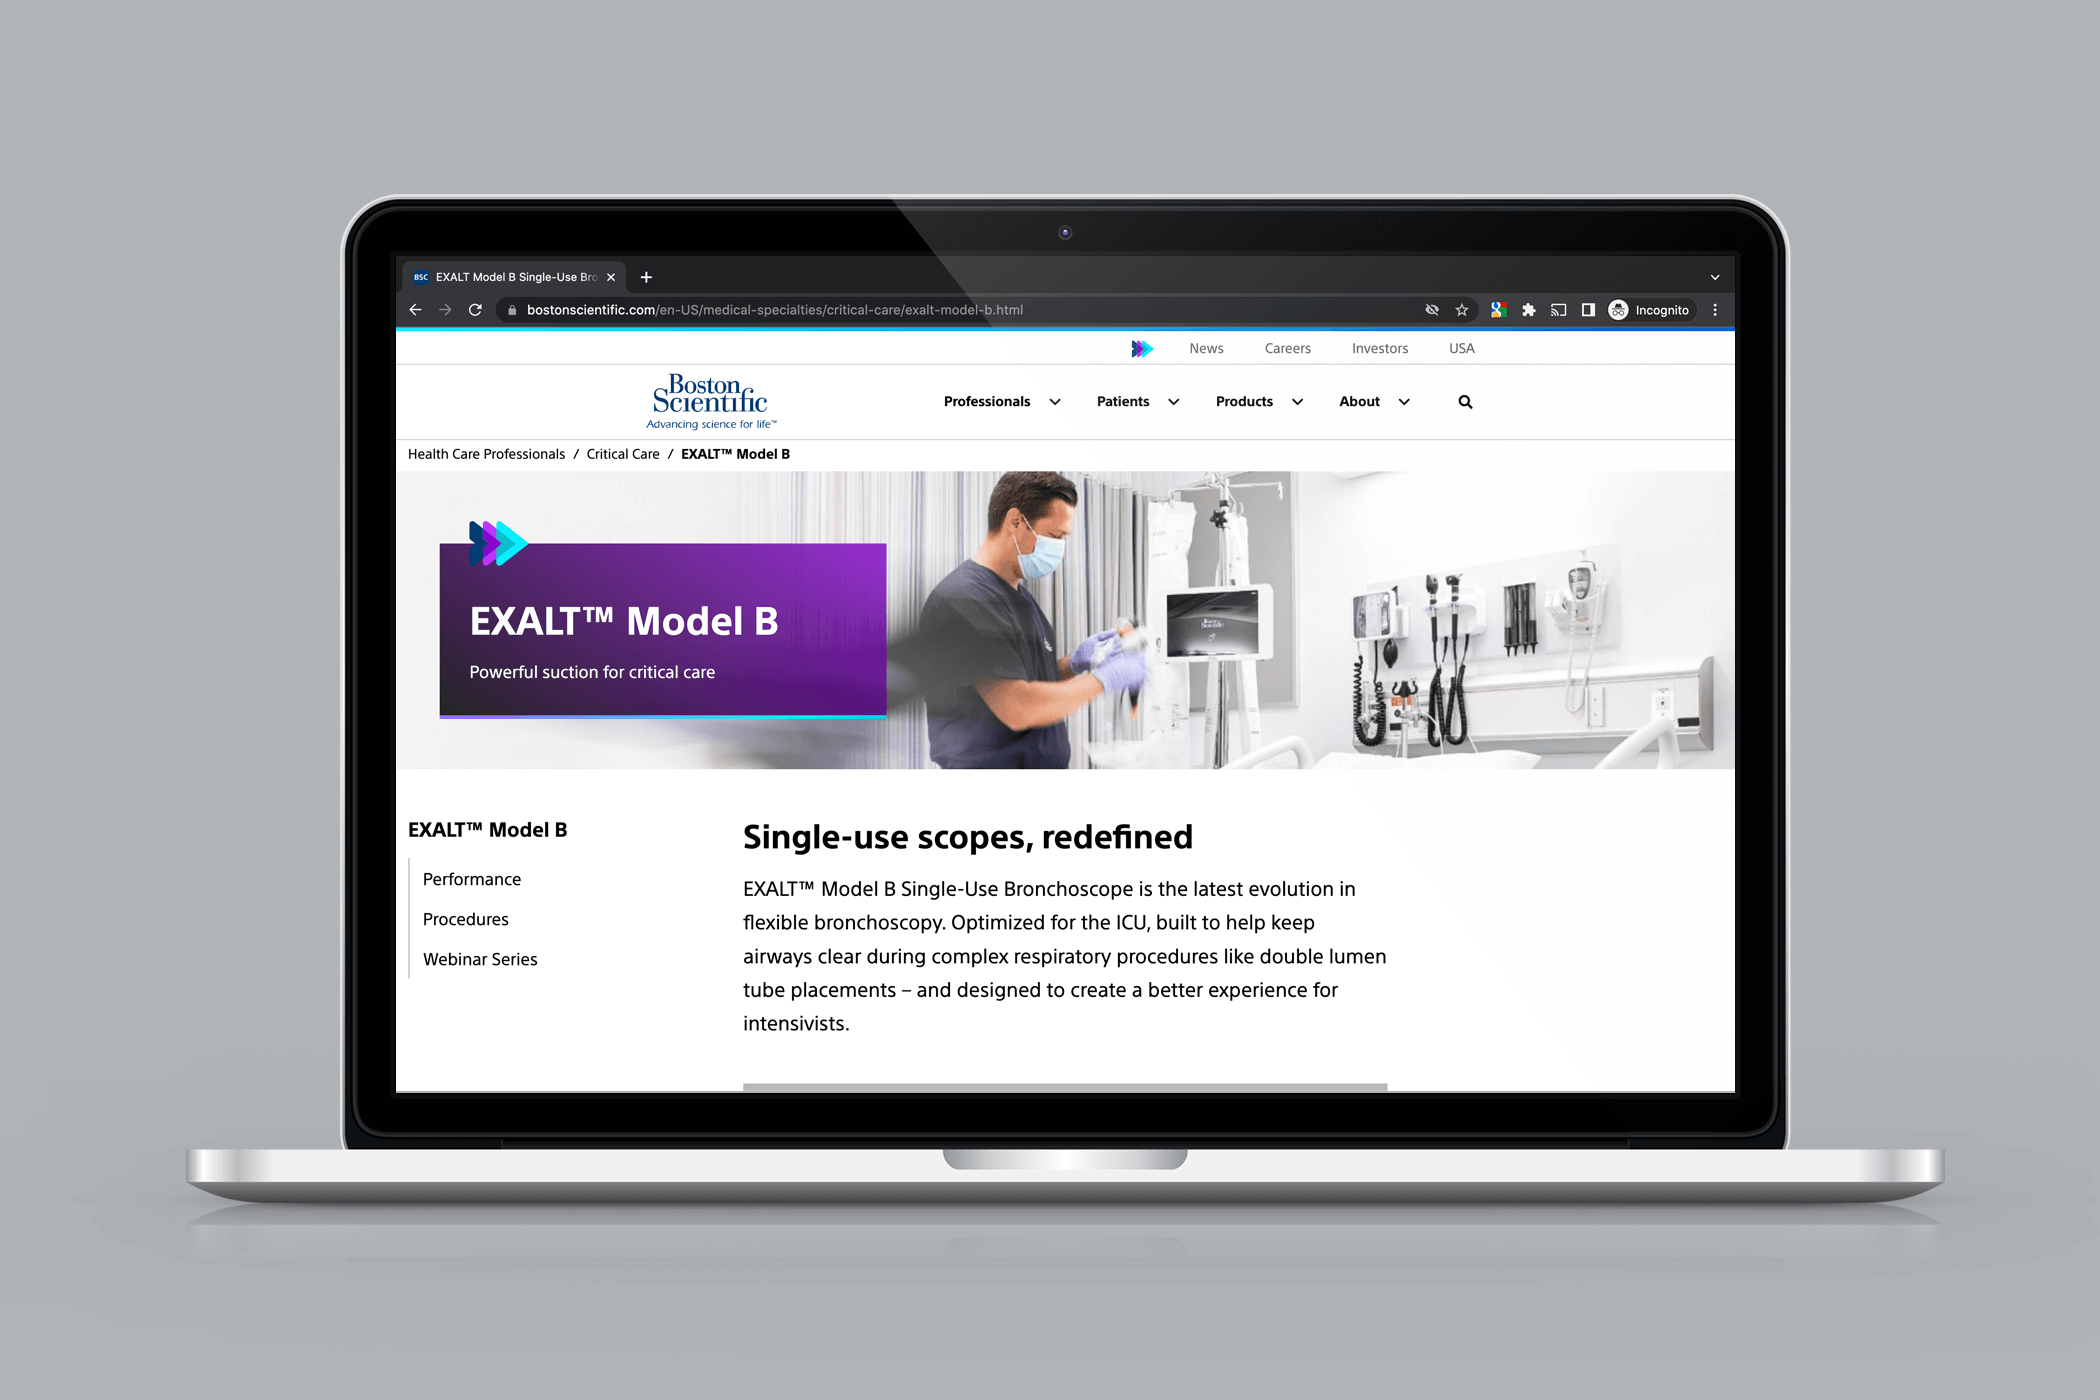 BSC EXALT Model B Single-Use Bro
bostonscientific.com/en-US/medical-specialties/critical-care/exalt-model-b.html
Incognito
News Careers Investors USA
Boston
Scientific
Advancing science for life™
Professionals Patients Products About
Health Care Professionals / Critical Care / EXALT™ Model B
EXALT™ Model B
Powerful suction for critical care
Boston
Scientific
EXALT™ Model B
Performance
Procedures
Webinar Series
Single-use scopes, redefined
EXALT™ Model B Single-Use Bronchoscope is the latest evolution in
flexible bronchoscopy. Optimized for the ICU, built to help keep
airways clear during complex respiratory procedures like double lumen
tube placements – and designed to create a better experience for
intensivists.